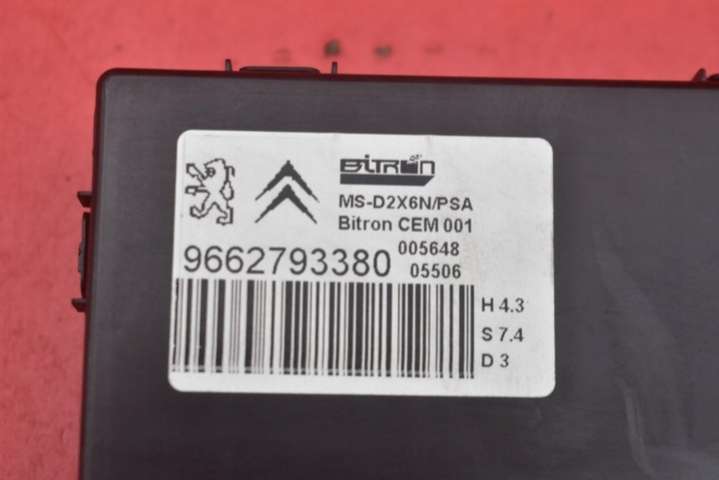 BiTRON
MS-D2X6N/PSA
Bitron CEM 001
005648
9662793380
05506
H 4.3
S 7.4
D 3